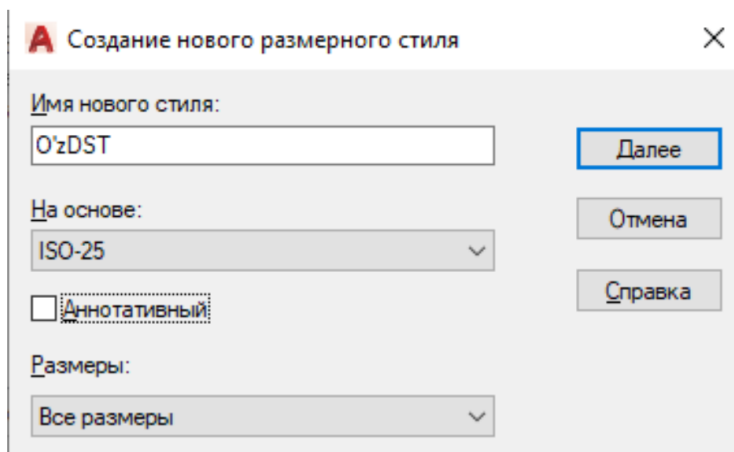 Создание нового размерного стиля
Имя нового стиля:
O'zDST
Далее
На основе:
ISO-25
Отмена
Аннотативный
Справка
Размеры:
Все размеры